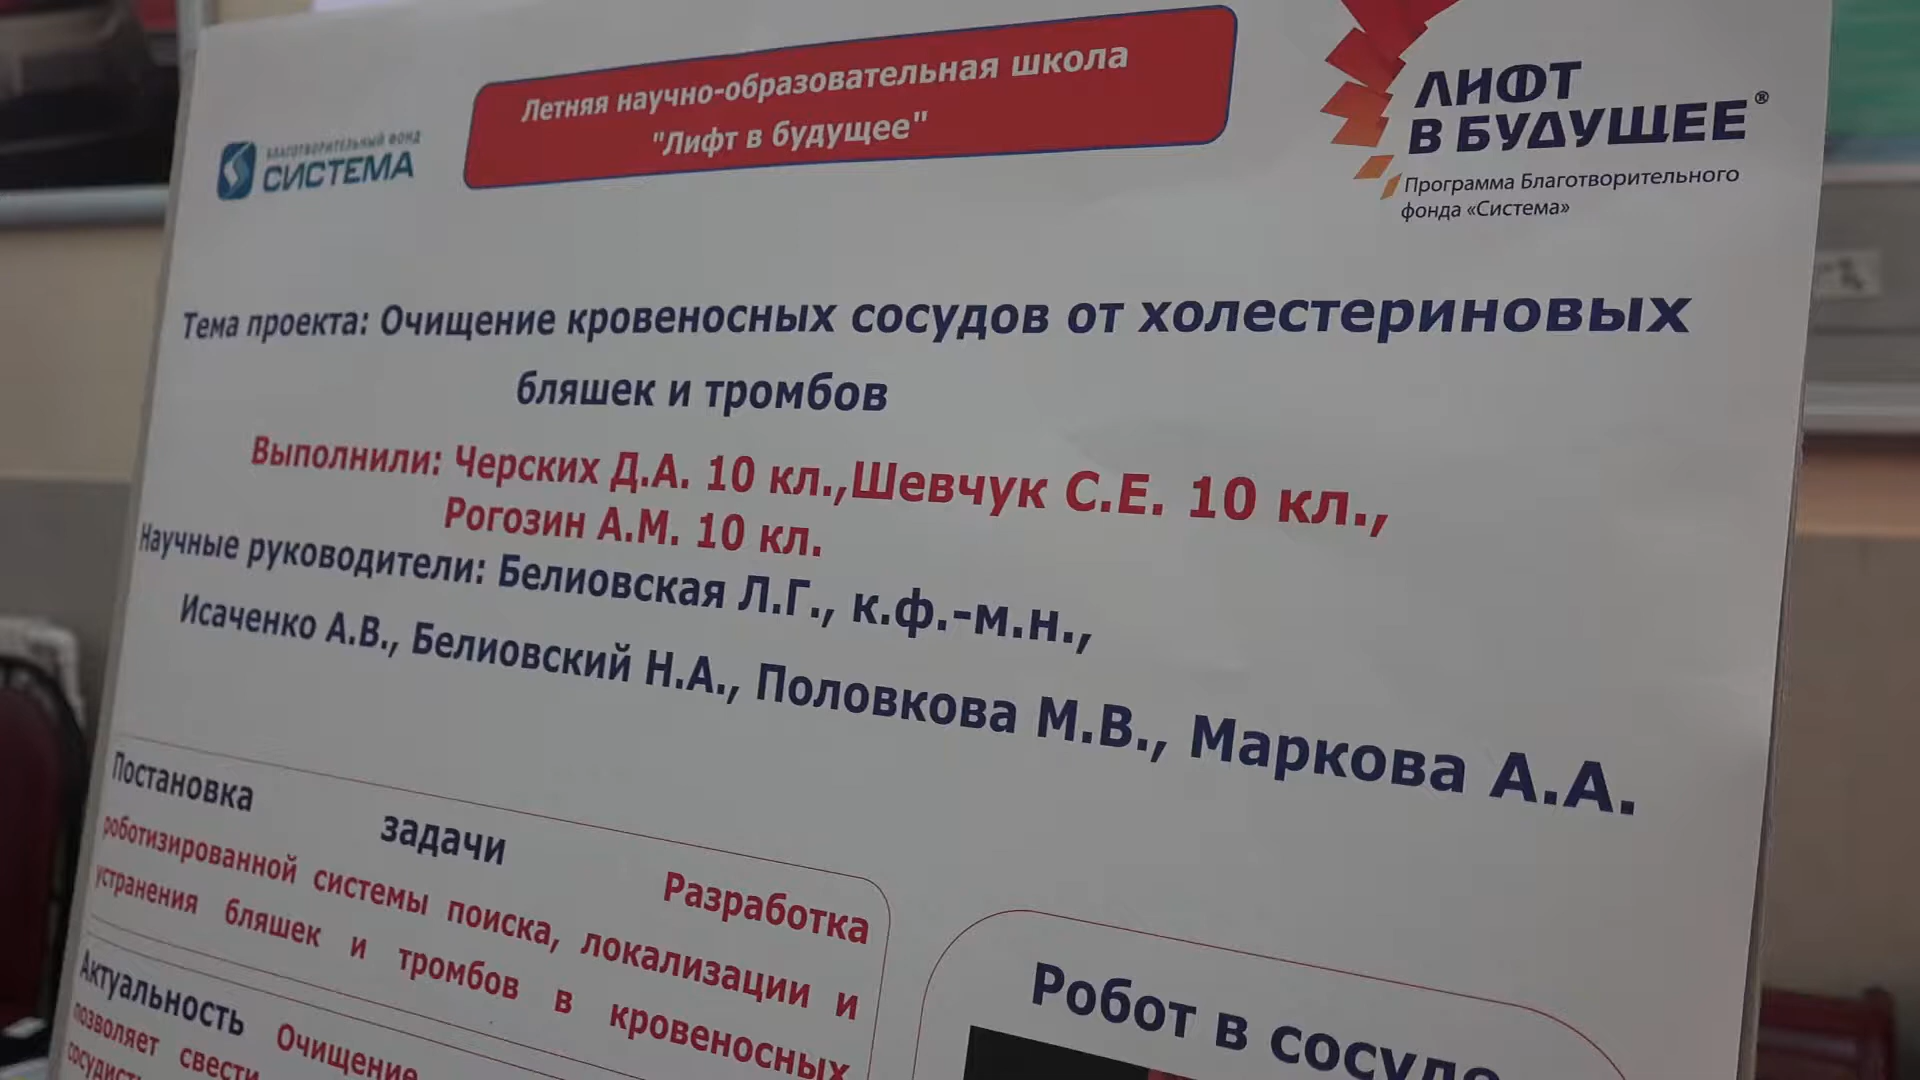 БЛАГОТВОРИТЕЛЬНЫЙ ФОНД
СИСТЕМА
Летняя научно-образовательная школа
"Лифт в будущее"
ЛИФТ
В БУДУЩЕЕ®
Программа Благотворительного
фонда «Система»
Тема проекта: Очищение кровеносных сосудов от холестериновых
бляшек и тромбов
Выполнили: Черских Д.А. 10 кл.,Шевчук С.Е. 10 кл.,
Рогозин А.М. 10 кл.
Научные руководители: Белиовская Л.Г., к.ф.-м.н.,
Исаченко А.В., Белиовский Н.А., Половкова М.В., Маркова А.А.
Постановка задачи Разработка
роботизированной системы поиска, локализации и
устранения бляшек и тромбов в кровеносных
Актуальность Очищение
позволяет свести
Робот в